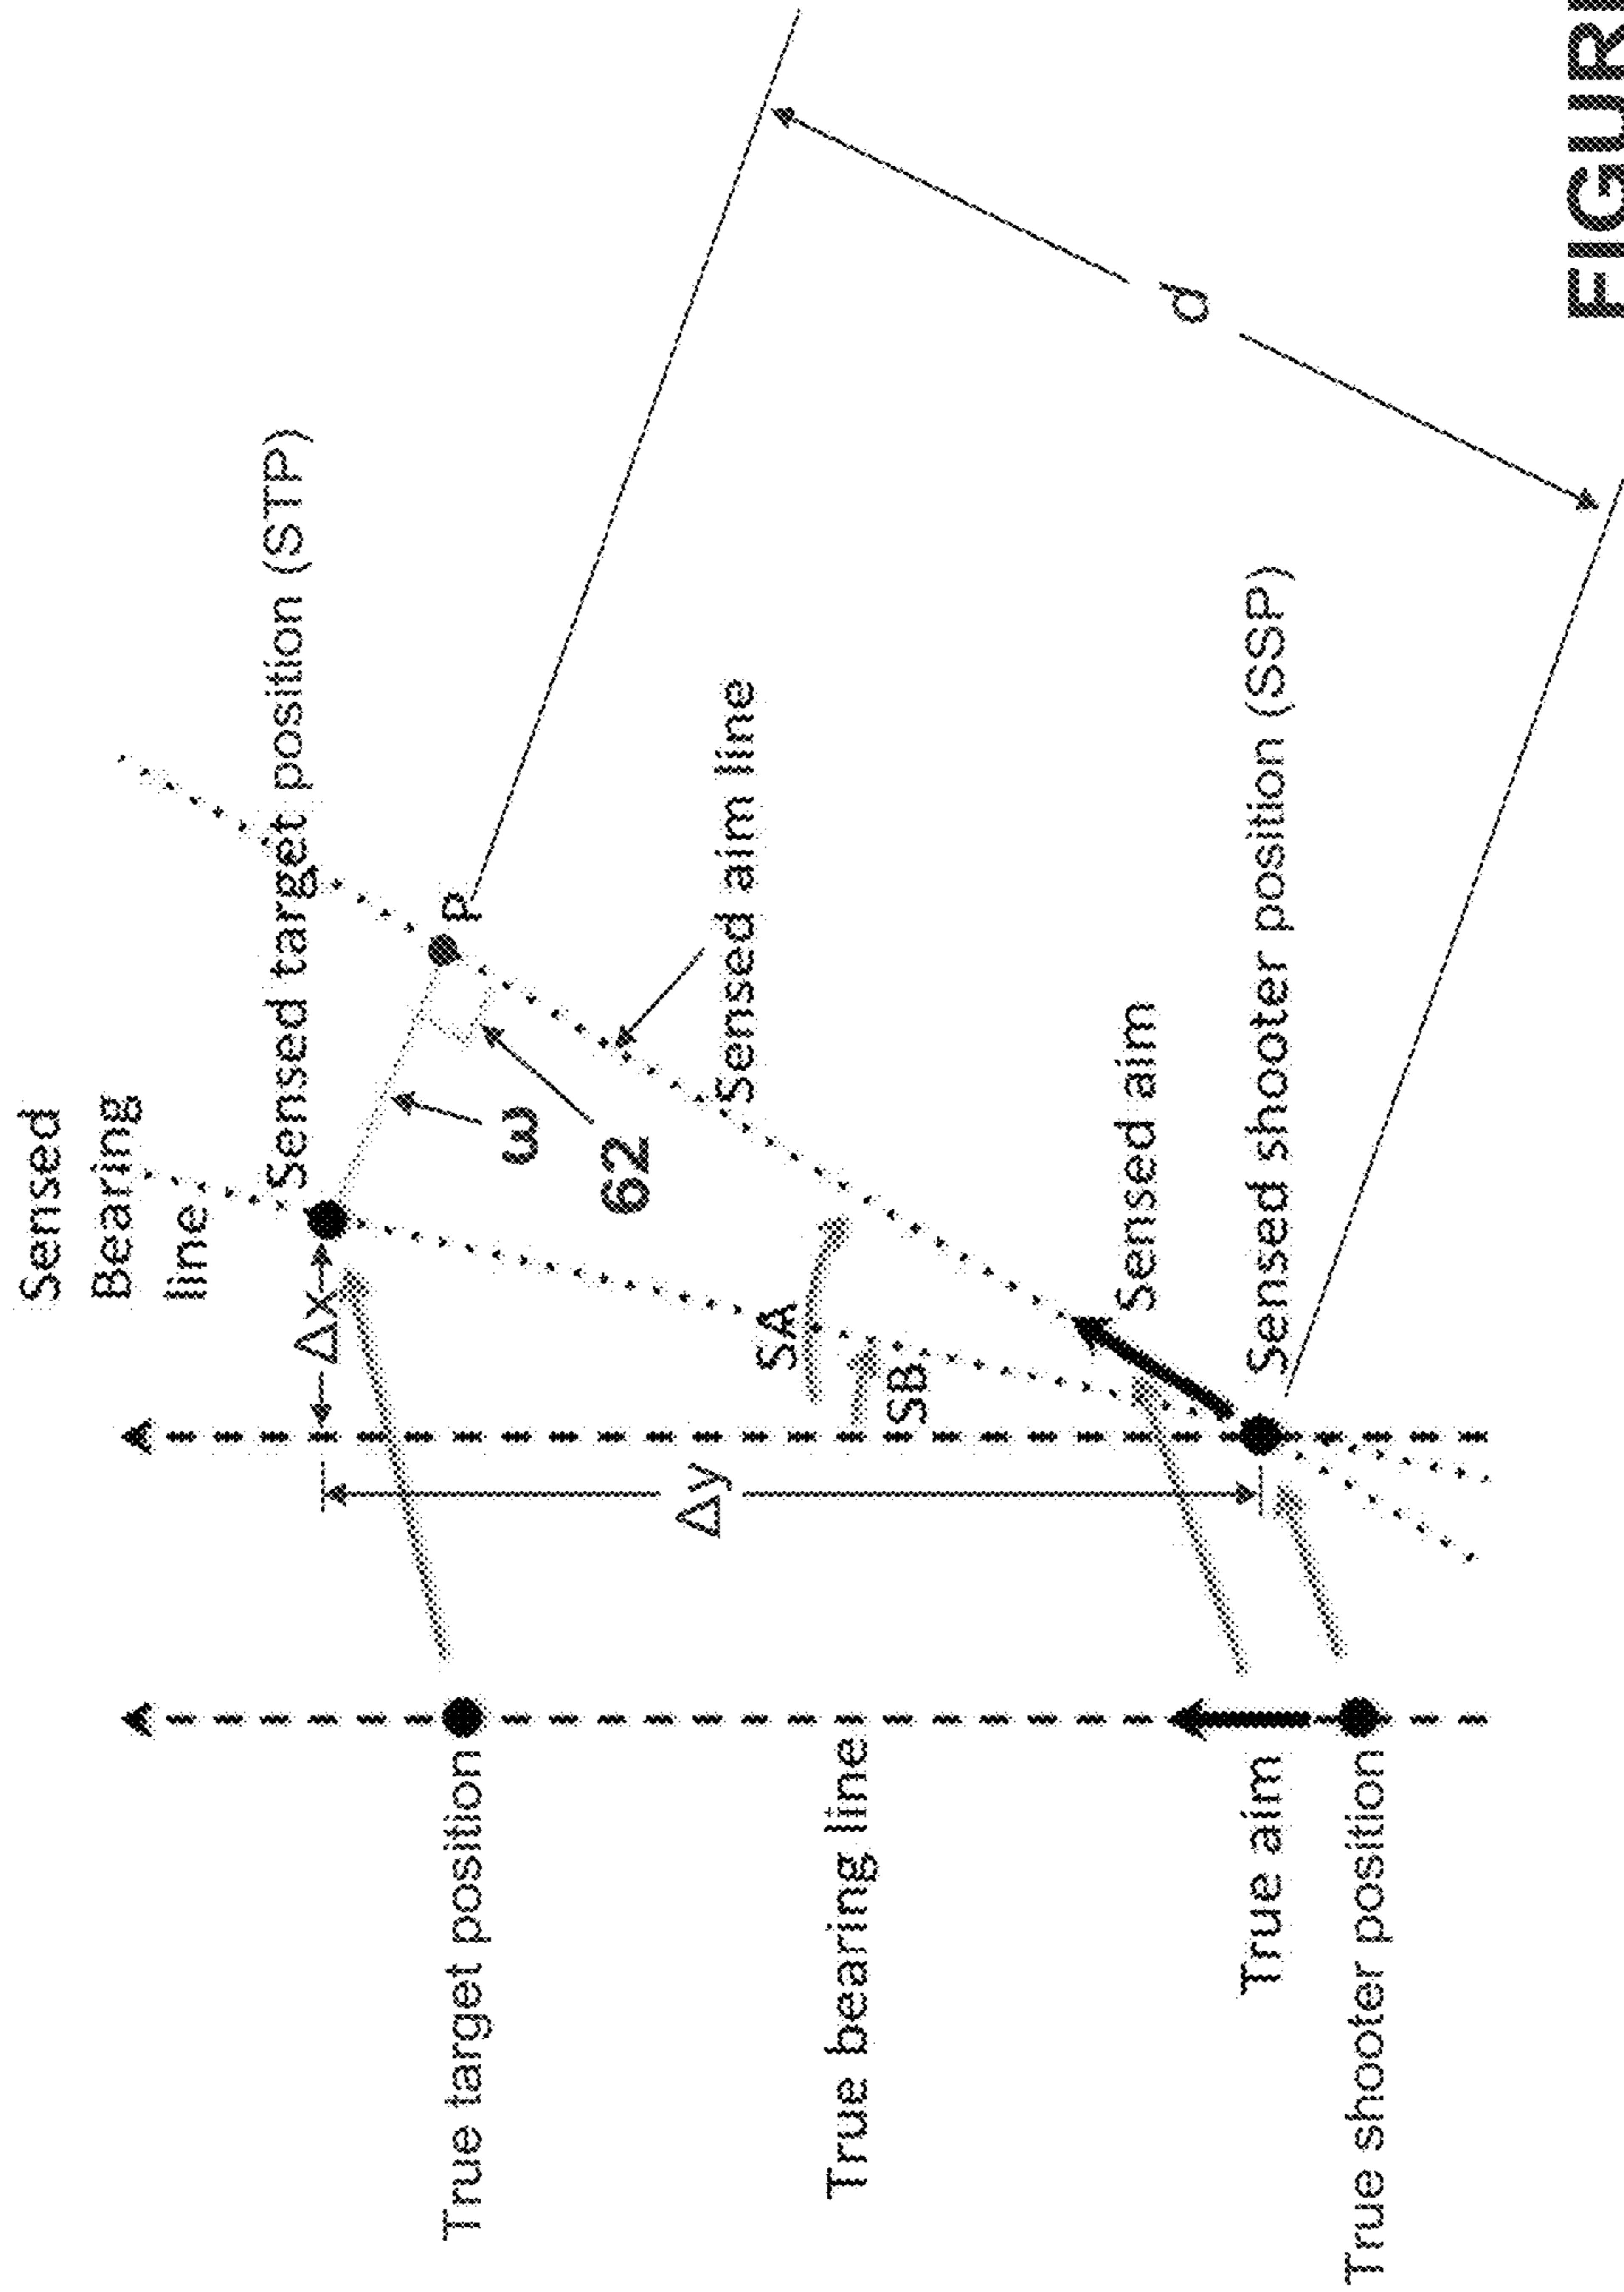 Sensed
Bearing
line
Sensed target position (STP)
Δx
ω
62
P
Sensed aim line
SA
SB
Δy
d
Sensed aim
Sensed shooter position (SSP)
True target position
True bearing line
True aim
True shooter position
FIGUR